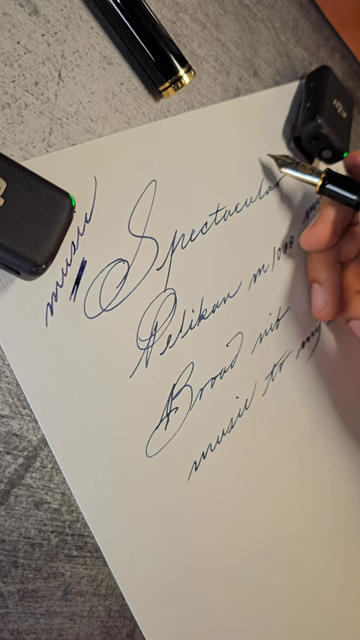 music
Spectacular
Pelikan m1000
Broad nib
music to my